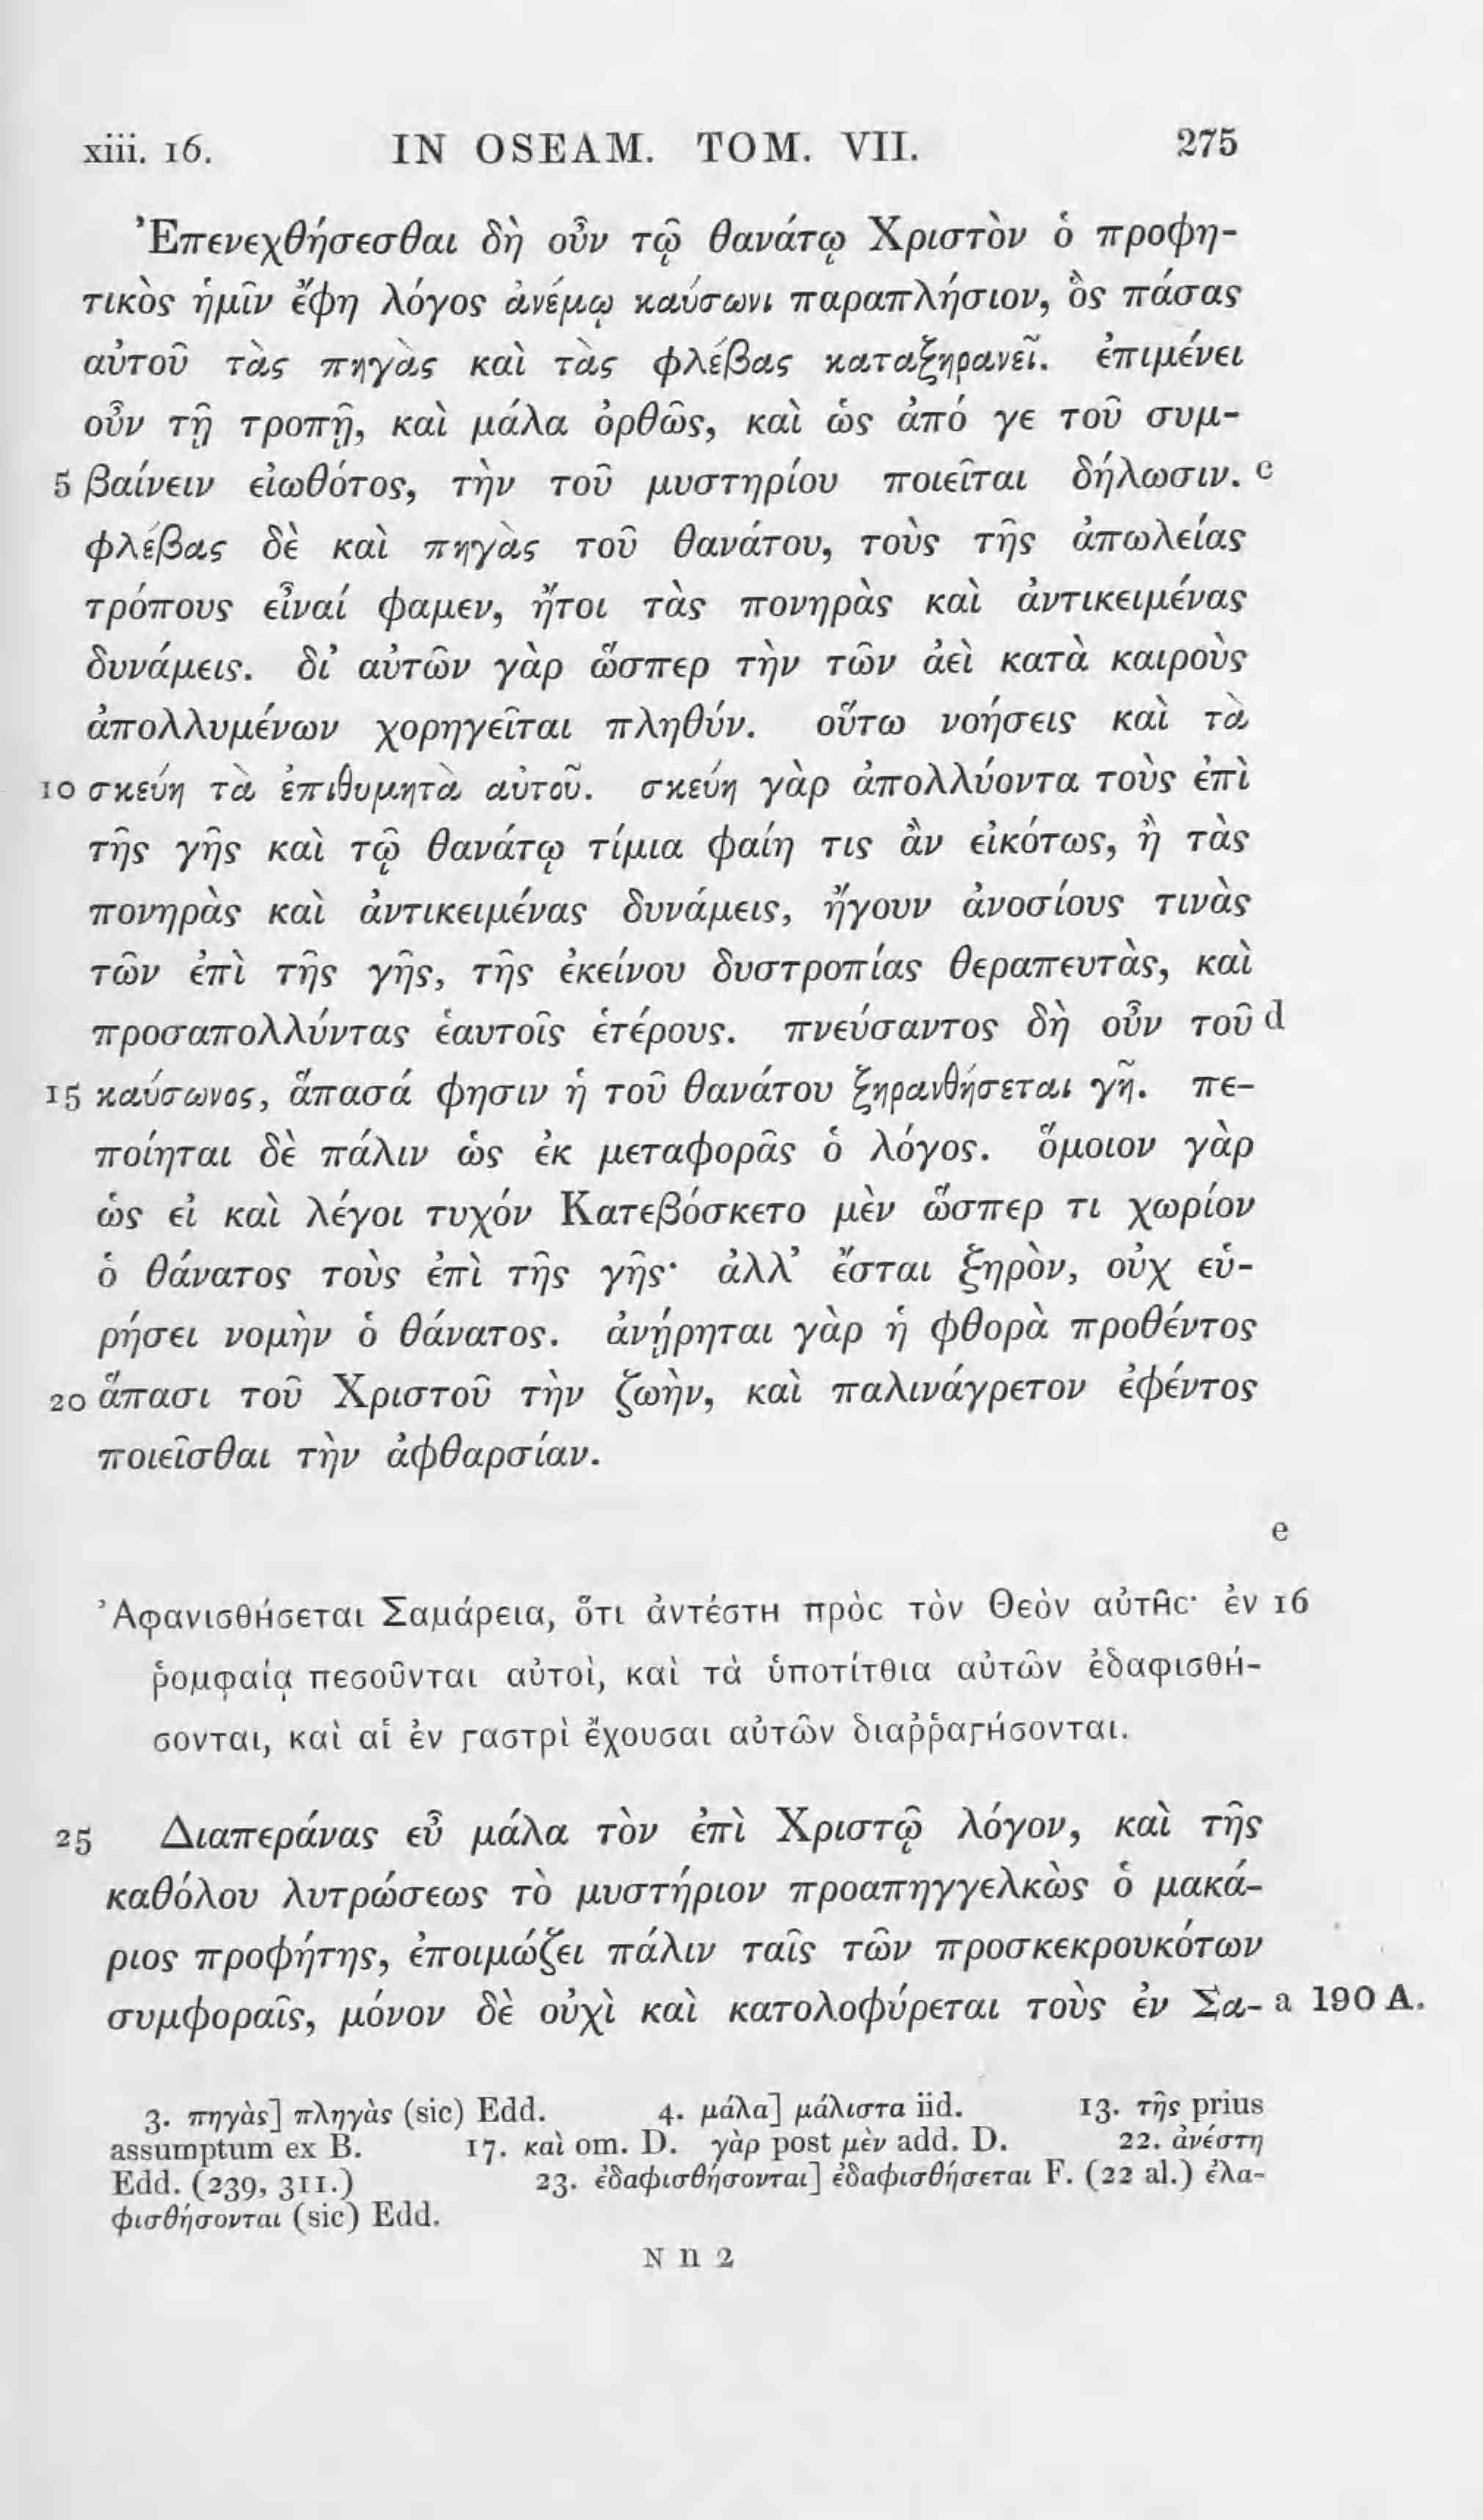 xiii. 16. IN OSEAM. TOM. VII. 275
Ἐπενεχθήσεσθαι δὴ οὖν τῷ θανάτῳ Χριστὸν ὁ προφη-
τικὸς ἡμῖν ἔφη λόγος ἀνέμῳ καύσωνι παραπλήσιον, ὃς πάσας
αὐτοῦ τὰς πηγὰς καὶ τὰς φλέβας καταξηρανεῖ. ἐπιμένει
οὖν τῇ τροπῇ, καὶ μάλα ὀρθῶς, καὶ ὡς ἀπό γε τοῦ συμ-
5 βαίνειν εἰωθότος, τὴν τοῦ μυστηρίου ποιεῖται δήλωσιν. c
φλέβας δὲ καὶ πηγὰς τοῦ θανάτου, τοὺς τῆς ἀπωλείας
τρόπους εἶναί φαμεν, ἤτοι τὰς πονηρὰς καὶ ἀντικειμένας
δυνάμεις. δι’ αὐτῶν γὰρ ὥσπερ τὴν τῶν ἀεὶ κατὰ καιροὺς
ἀπολλυμένων χορηγεῖται πληθύν. οὕτω νοήσεις καὶ τὰ
10 σκεύη τὰ ἐπιθυμητὰ αὐτοῦ. σκεύη γὰρ ἀπολλύοντα τοὺς ἐπὶ
τῆς γῆς καὶ τῷ θανάτῳ τίμια φαίη τις ἂν εἰκότως, ἢ τὰς
πονηρὰς καὶ ἀντικειμένας δυνάμεις, ἤγουν ἀνοσίους τινὰς
τῶν ἐπὶ τῆς γῆς, τῆς ἐκείνου δυστροπίας θεραπευτὰς, καὶ
προσαπολλύντας ἑαυτοῖς ἑτέρους. πνεύσαντος δὴ οὖν τοῦ d
15 καύσωνος, ἅπασά φησιν ἡ τοῦ θανάτου ξηρανθήσεται γῆ. πε-
ποίηται δὲ πάλιν ὡς ἐκ μεταφορᾶς ὁ λόγος. ὅμοιον γὰρ
ὡς εἰ καὶ λέγοι τυχόν Κατεβόσκετο μὲν ὥσπερ τι χωρίον
ὁ θάνατος τοὺς ἐπὶ τῆς γῆς· ἀλλ’ ἔσται ξηρὸν, οὐχ εὑ-
ρήσει νομὴν ὁ θάνατος. ἀνῄρηται γὰρ ἡ φθορὰ προθέντος
20 ἅπασι τοῦ Χριστοῦ τὴν ζωὴν, καὶ παλινάγρετον ἐφέντος
ποιεῖσθαι τὴν ἀφθαρσίαν.
e
Ἀφανισθήσεται Σαμάρεια, ὅτι ἀντέστη πρὸς τὸν Θεὸν αὐτῆς· ἐν 16
ῥομφαίᾳ πεσοῦνται αὐτοὶ, καὶ τὰ ὑποτίτθια αὐτῶν ἐδαφισθή-
σονται, καὶ αἱ ἐν γαστρὶ ἔχουσαι αὐτῶν διαῤῥαγήσονται.
25 Διαπεράνας εὖ μάλα τὸν ἐπὶ Χριστῷ λόγον, καὶ τῆς
καθόλου λυτρώσεως τὸ μυστήριον προαπηγγελκὼς ὁ μακά-
ριος προφήτης, ἐποιμώζει πάλιν ταῖς τῶν προσκεκρουκότων
συμφοραῖς, μόνον δὲ οὐχὶ καὶ κατολοφύρεται τοὺς ἐν Σα- a 190 A.
3. πηγὰς] πληγὰς (sic) Edd. 4. μάλα] μάλιστα iid. 13. τῆς prius
assumptum ex B. 17. καὶ om. D. γὰρ post μὲν add. D. 22. ἀνέστη
Edd. (239, 311.) 23. ἐδαφισθήσονται] ἐδαφισθήσεται F. (22 al.) ἐλα-
φισθήσονται (sic) Edd.
N n 2